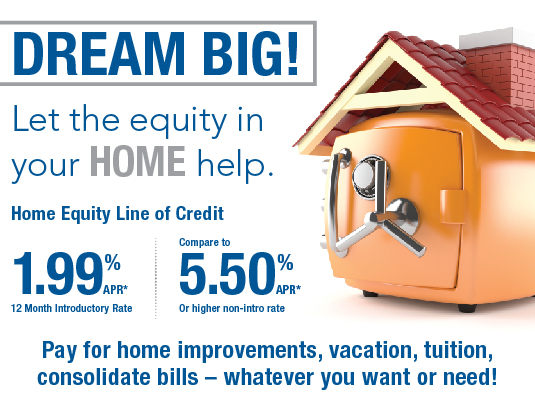 DREAM BIG!
Let the equity in
your HOME help.
Home Equity Line of Credit
1.99% APR*
12 Month Introductory Rate
Compare to
5.50% APR*
Or higher non-intro rate
Pay for home improvements, vacation, tuition,
consolidate bills – whatever you want or need!